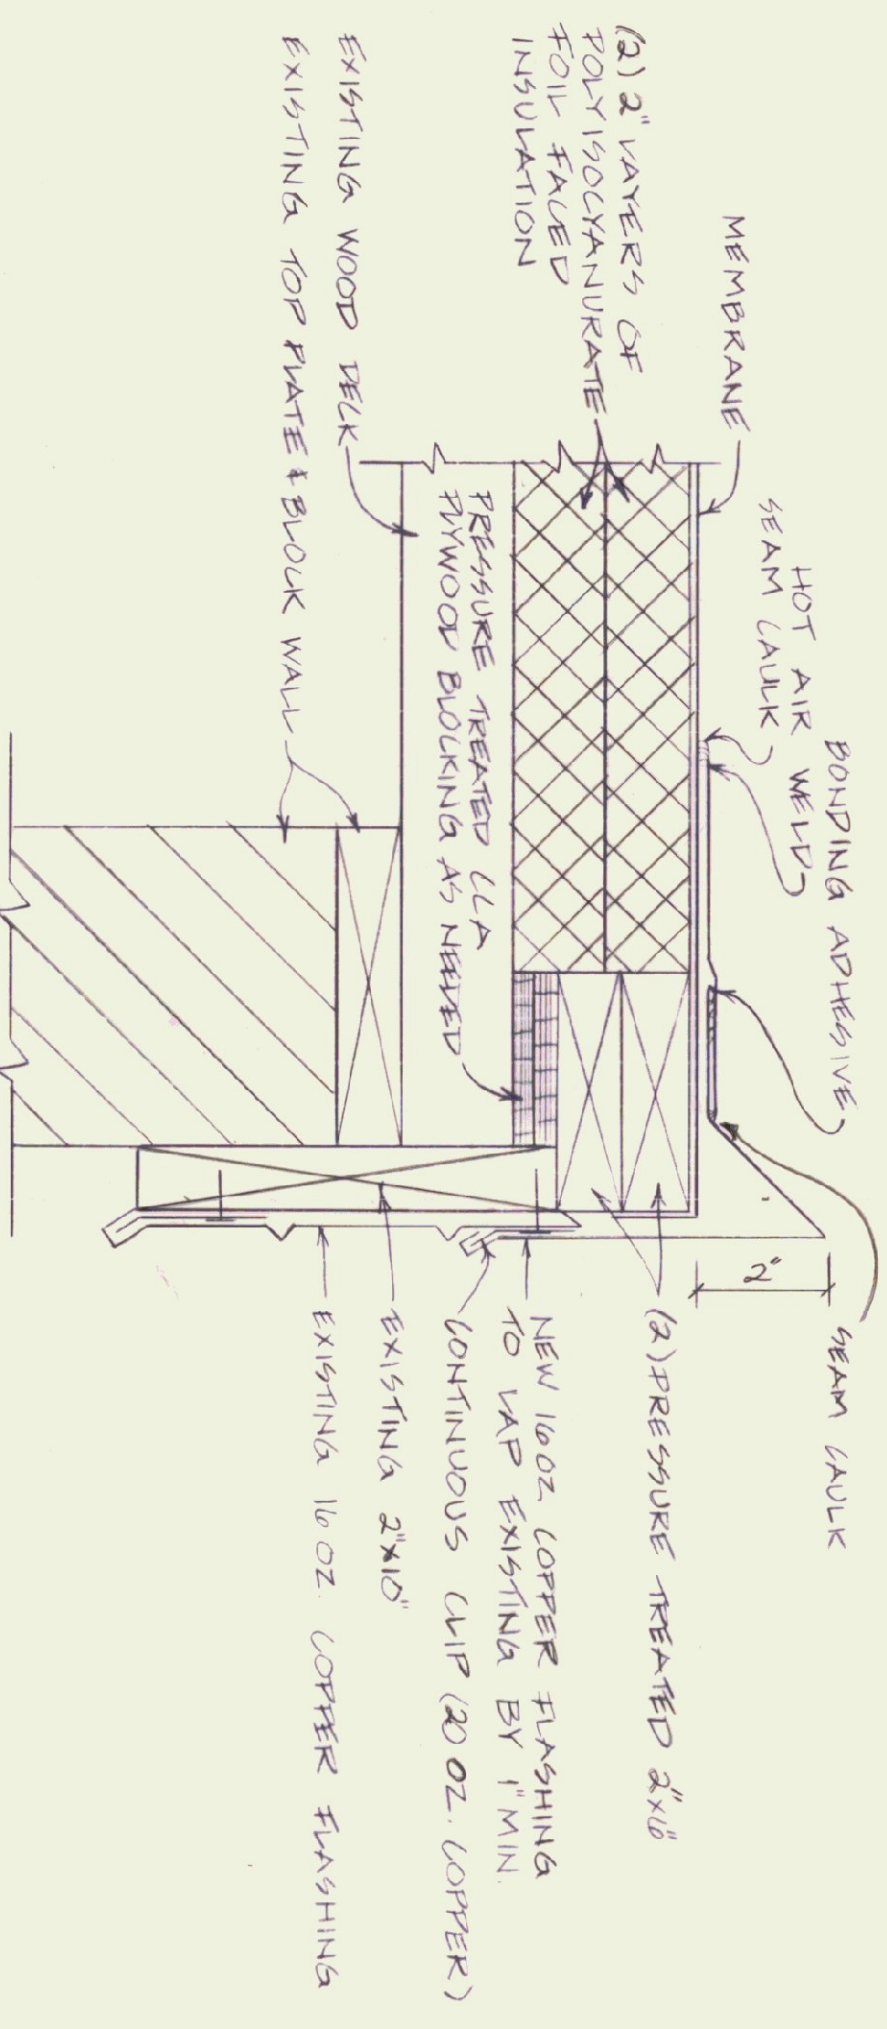 SEAM CAULK
BONDING ADHESIVE
HOT AIR WELD
SEAM CAULK
MEMBRANE
2"
(2) 2" LAYERS OF
POLYISOCYANURATE
FOIL FACED
INSULATION
(2) PRESSURE TREATED 2"x6"
NEW 16 OZ COPPER FLASHING
TO LAP EXISTING BY 1" MIN.
PRESSURE TREATED CCA
PLYWOOD BLOCKING AS NEEDED
CONTINUOUS CLIP (20 OZ. COPPER)
EXISTING 2"x10"
EXISTING WOOD DECK
EXISTING 16 OZ. COPPER FLASHING
EXISTING TOP PLATE & BLOCK WALL